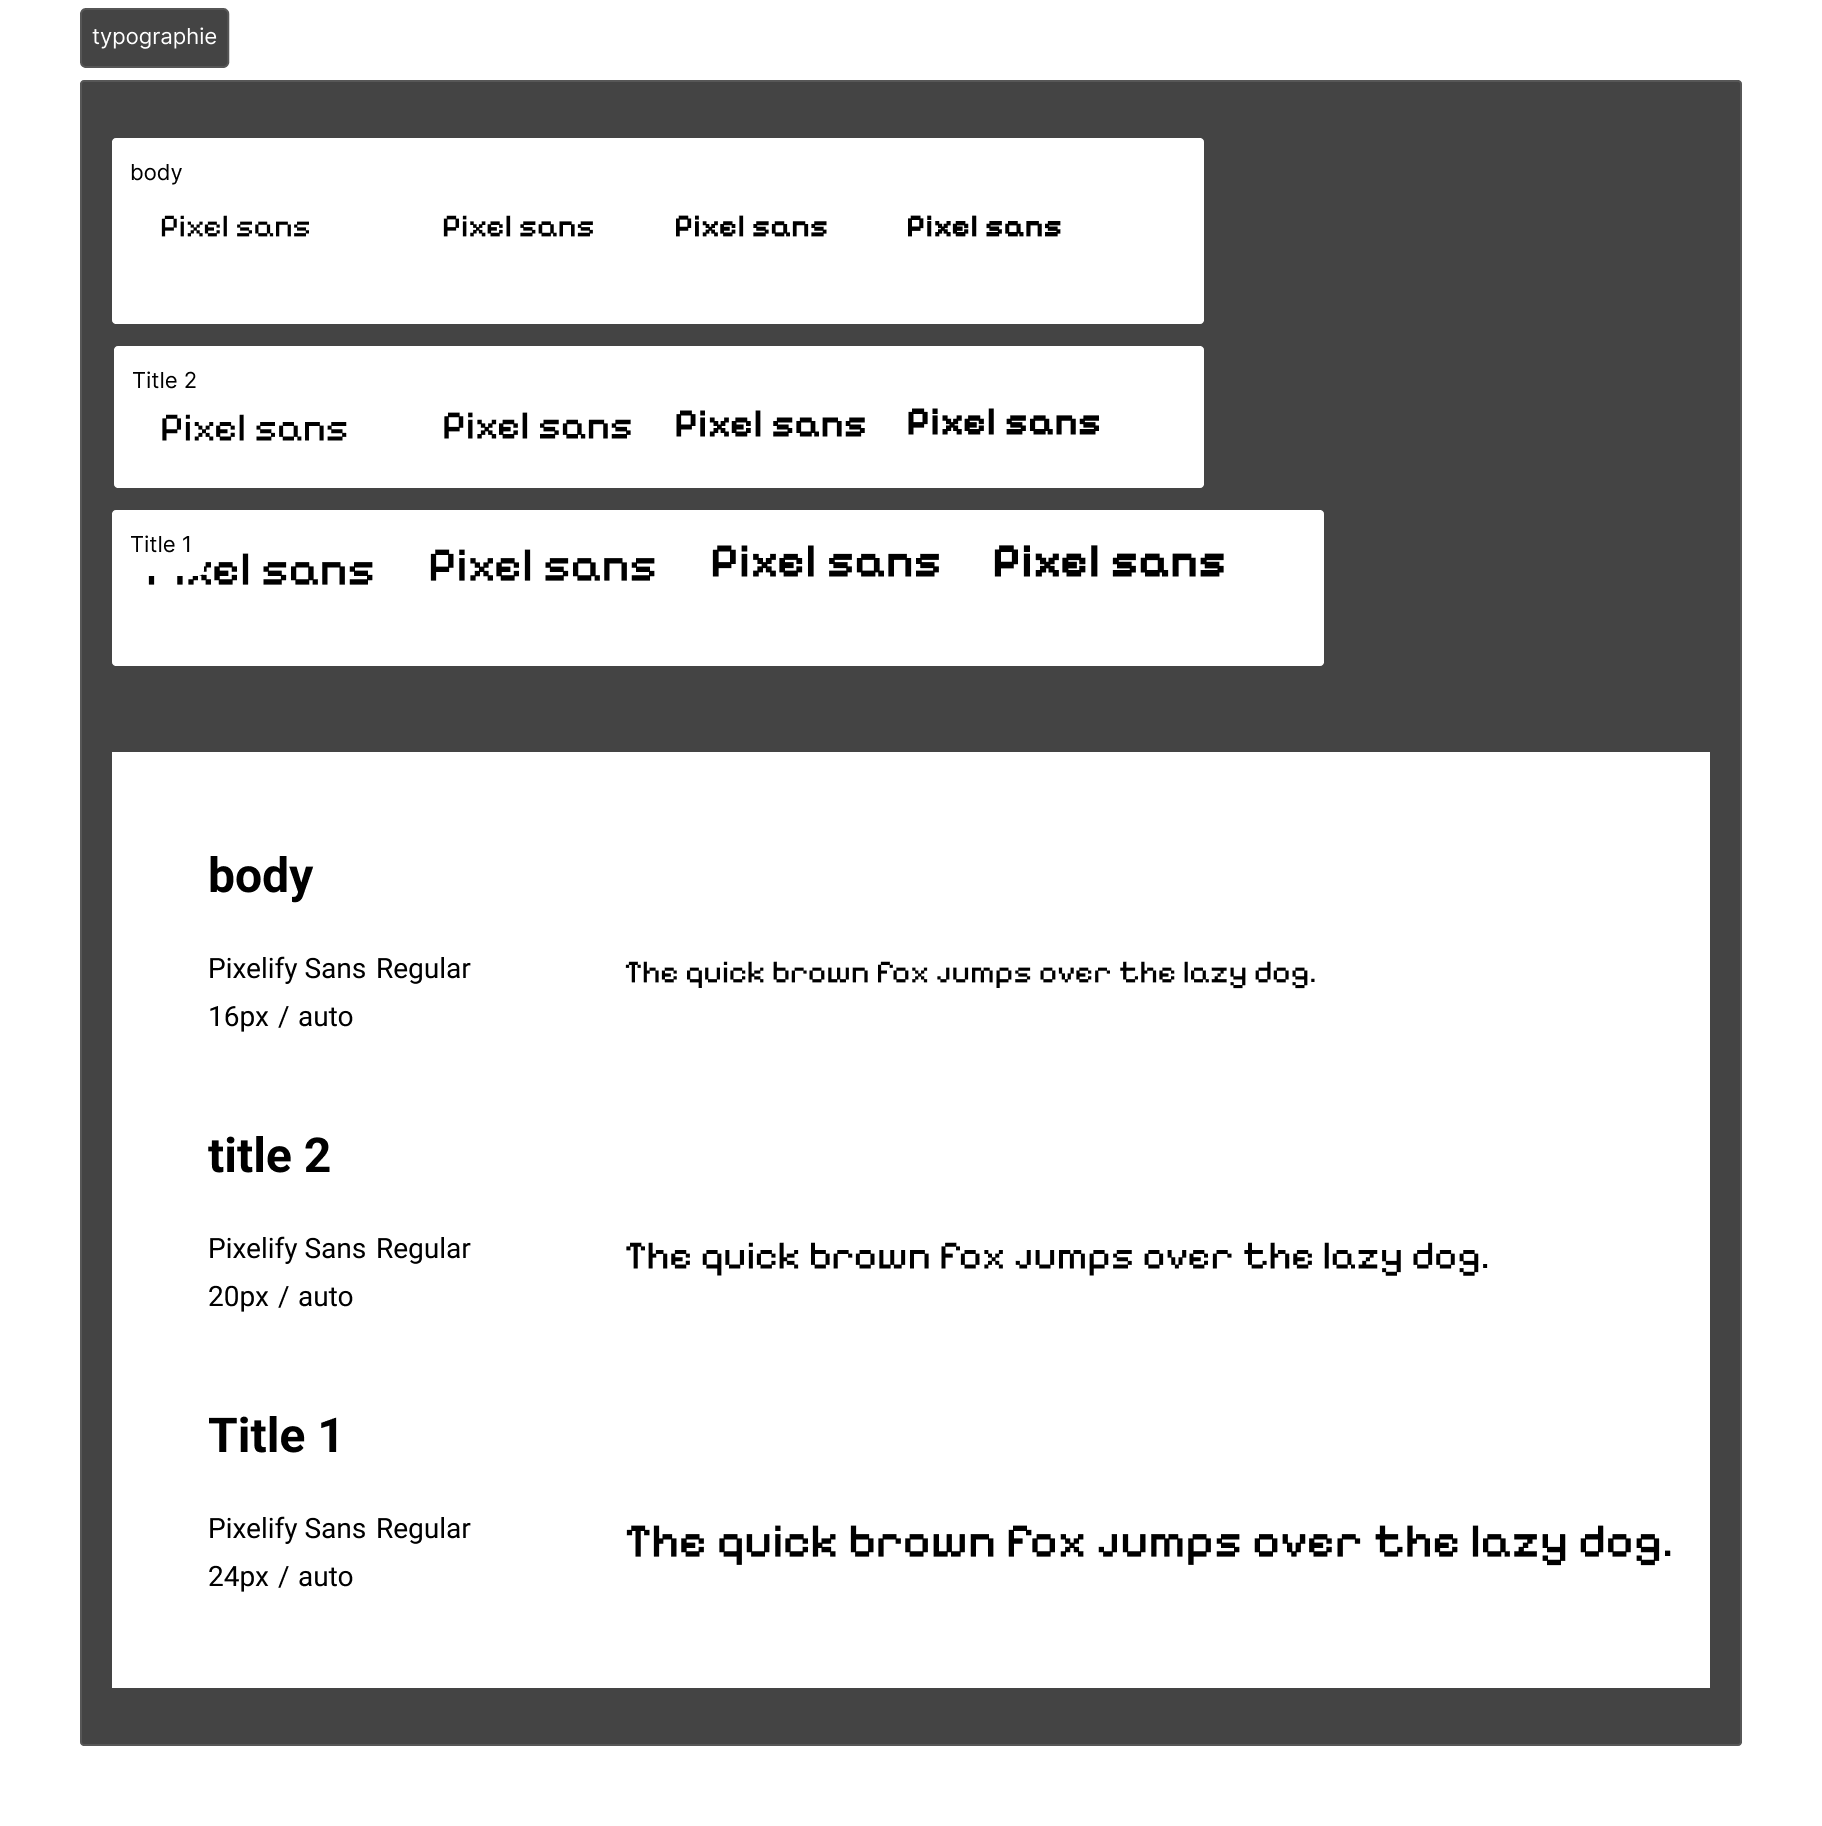 typographie
body
Pixel sans Pixel sans Pixel sans Pixel sans
Title 2
Pixel sans Pixel sans Pixel sans Pixel sans
Title 1
sans Pixel sans Pixel sans Pixel sans
body
Pixelify Sans Regular
16px / auto
The quick brown fox jumps over the lazy dog.
title 2
Pixelify Sans Regular
20px / auto
The quick brown fox jumps over the lazy dog.
Title 1
Pixelify Sans Regular
24px / auto
The quick brown fox jumps over the lazy dog.